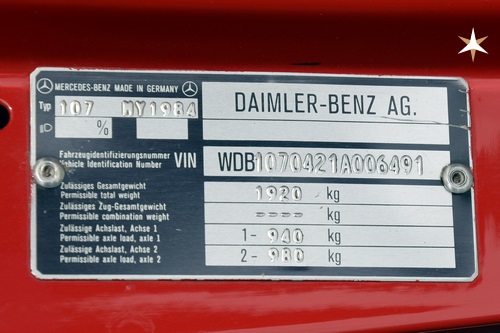 MERCEDES-BENZ MADE IN GERMANY
Typ 107 MY1984
%
DAIMLER-BENZ AG.
Fahrzeugidentifizierungsnummer
Vehicle Identification Number
VIN WDB1070421A006491
Zulässiges Gesamtgewicht
Permissible total weight
1920 kg
Zulässiges Zug-Gesamtgewicht
Permissible combination weight
---- kg
Zulässige Achslast, Achse 1
Permissible axle load, axle 1
1- 940 kg
Zulässige Achslast, Achse 2
Permissible axle load, axle 2
2- 980 kg